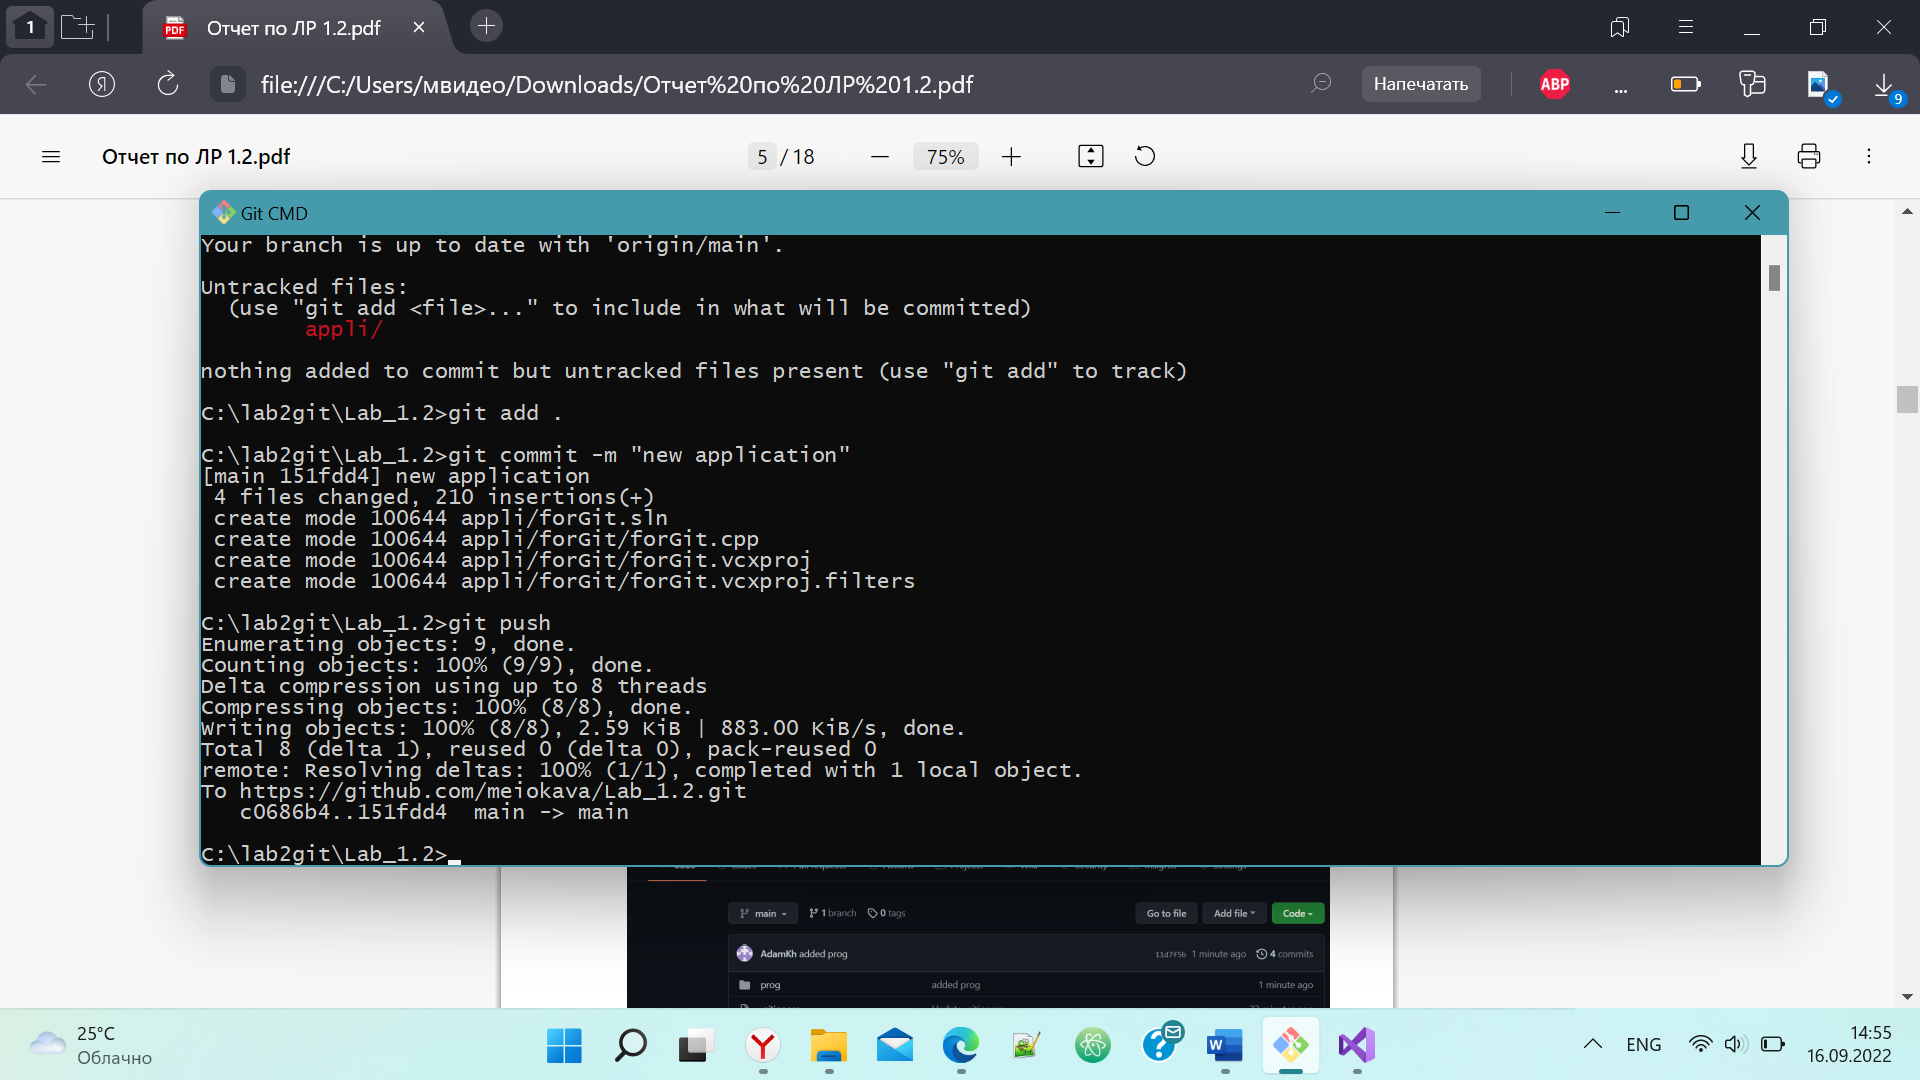 1
PDF
Отчет по ЛР 1.2.pdf
Я
file:///C:/Users/мвидео/Downloads/Отчет%20по%20ЛР%201.2.pdf
Напечатать
ABP
...
9
Отчет по ЛР 1.2.pdf
5 / 18
75%
Git CMD
Your branch is up to date with 'origin/main'.
Untracked files:
(use "git add <file>..." to include in what will be committed)
appli/
nothing added to commit but untracked files present (use "git add" to track)
C:\lab2git\Lab_1.2>git add .
C:\lab2git\Lab_1.2>git commit -m "new application"
[main 151fdd4] new application
4 files changed, 210 insertions(+)
create mode 100644 appli/forGit.sln
create mode 100644 appli/forGit/forGit.cpp
create mode 100644 appli/forGit/forGit.vcxproj
create mode 100644 appli/forGit/forGit.vcxproj.filters
C:\lab2git\Lab_1.2>git push
Enumerating objects: 9, done.
Counting objects: 100% (9/9), done.
Delta compression using up to 8 threads
Compressing objects: 100% (8/8), done.
Writing objects: 100% (8/8), 2.59 KiB | 883.00 KiB/s, done.
Total 8 (delta 1), reused 0 (delta 0), pack-reused 0
remote: Resolving deltas: 100% (1/1), completed with 1 local object.
To https://github.com/meiokava/Lab_1.2.git
c0686b4..151fdd4  main -> main
C:\lab2git\Lab_1.2>
main 1 branch 0 tags Go to file Add file Code
AdamKh added prog 11d7f5b 1 minute ago 4 commits
prog added prog 1 minute ago
25°C
Облачно
ENG
14:55
16.09.2022